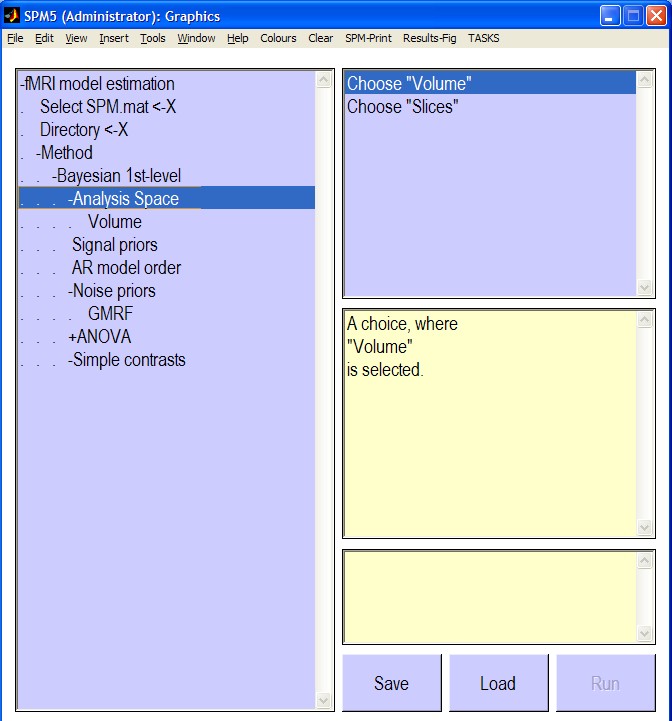 SPM5 (Administrator): Graphics
File Edit View Insert Tools Window Help Colours Clear SPM-Print Results-Fig TASKS
-fMRI model estimation
. Select SPM.mat <-X
. Directory <-X
. -Method
. . -Bayesian 1st-level
. . . -Analysis Space
. . . . Volume
. . . Signal priors
. . . AR model order
. . . -Noise priors
. . . . GMRF
. . . +ANOVA
. . . -Simple contrasts
Choose "Volume"
Choose "Slices"
A choice, where
"Volume"
is selected.
Save Load Run